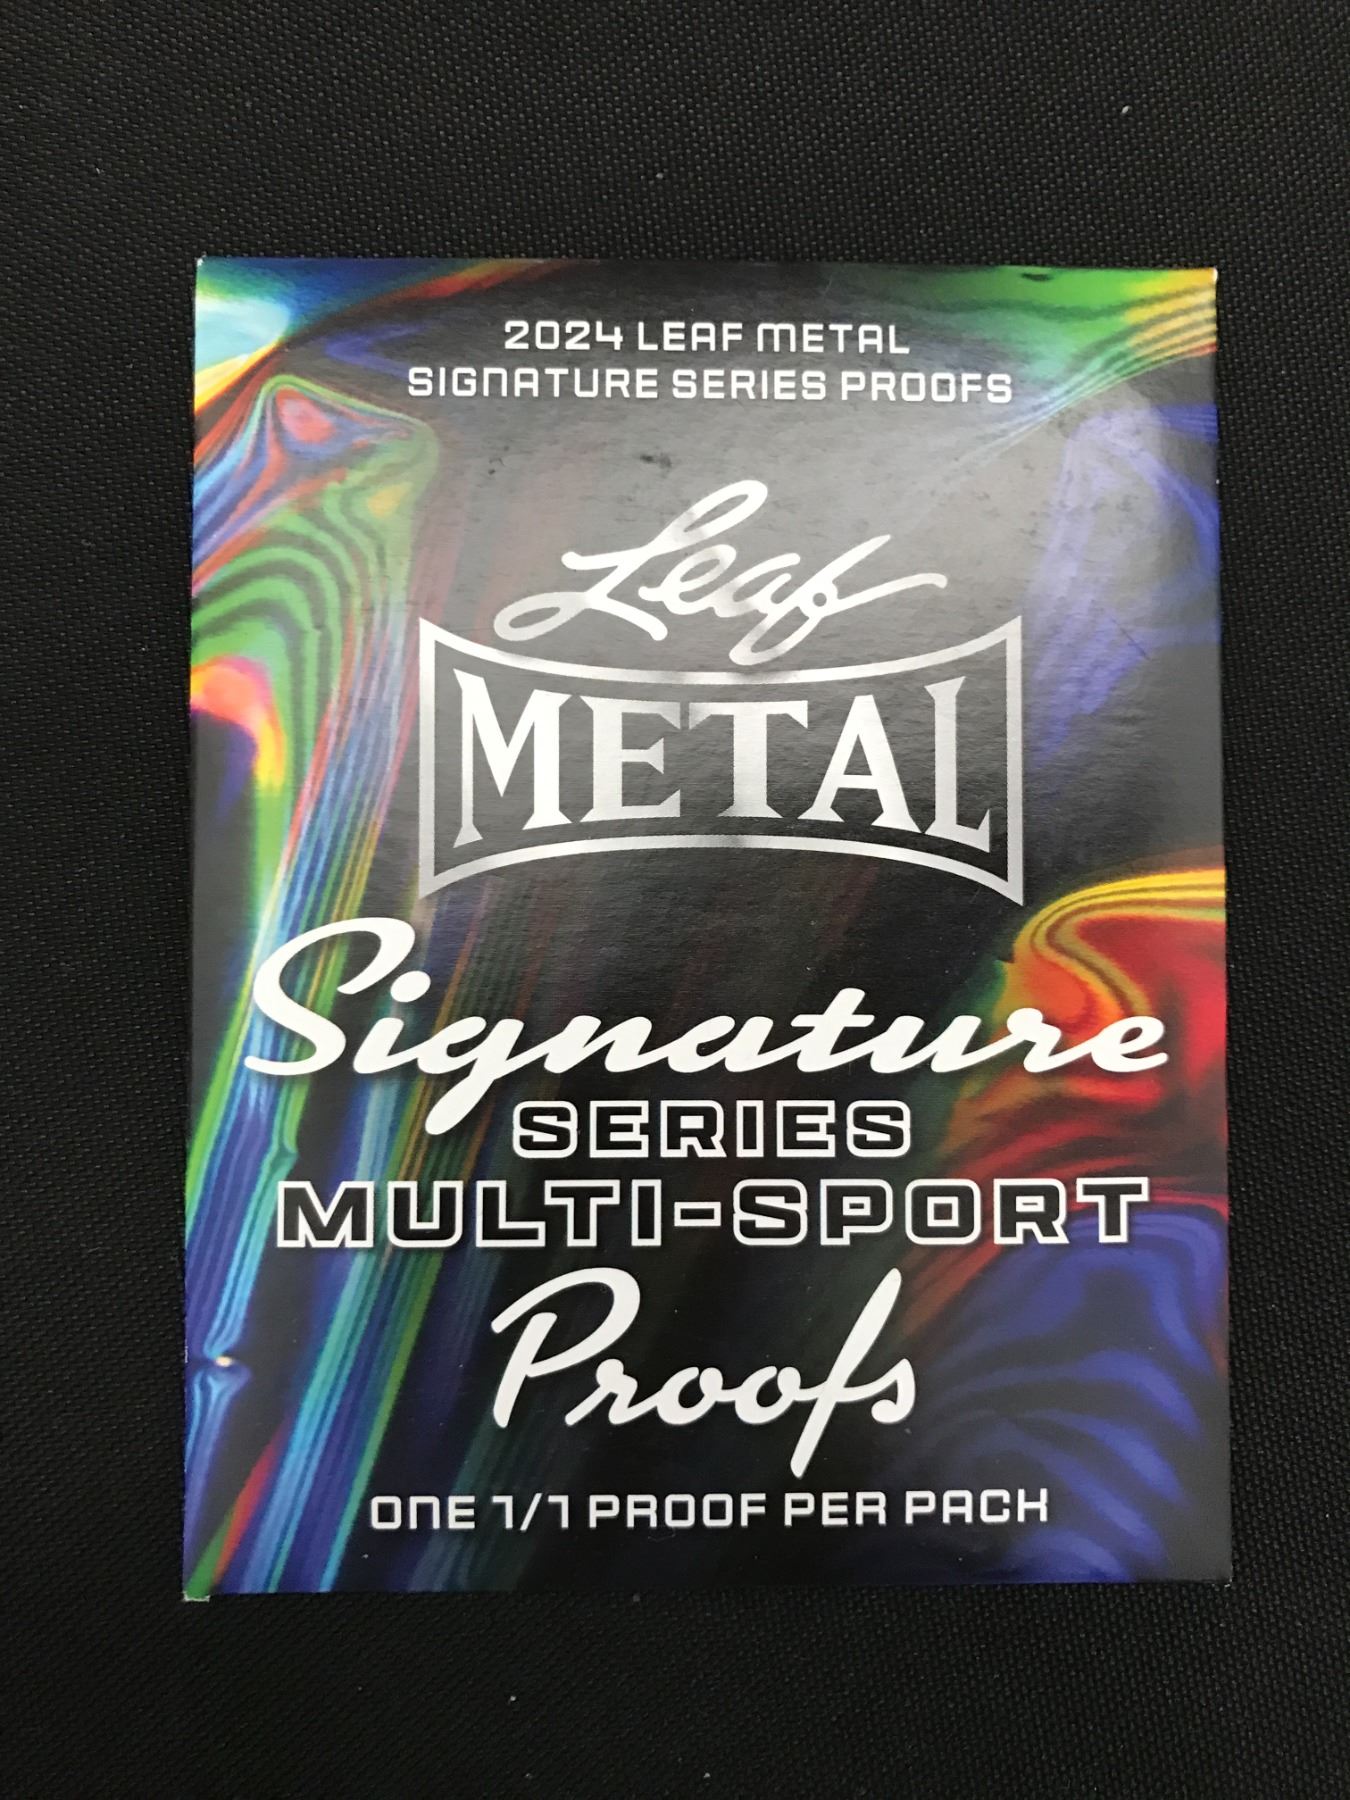 2024 LEAF METAL
SIGNATURE SERIES PROOFS
Leaf
METAL
Signature
SERIES
MULTI-SPORT
Proofs
ONE 1/1 PROOF PER PACK